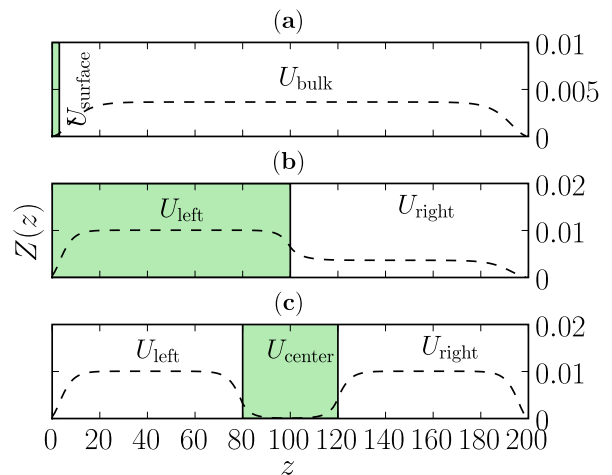 (a)
U_surface
U_bulk
0.01
0.005
0
(b)
U_left
U_right
0.02
0.01
0
Z(z)
(c)
U_left
U_center
U_right
0.02
0.01
0
0 20 40 60 80 100 120 140 160 180 200
z